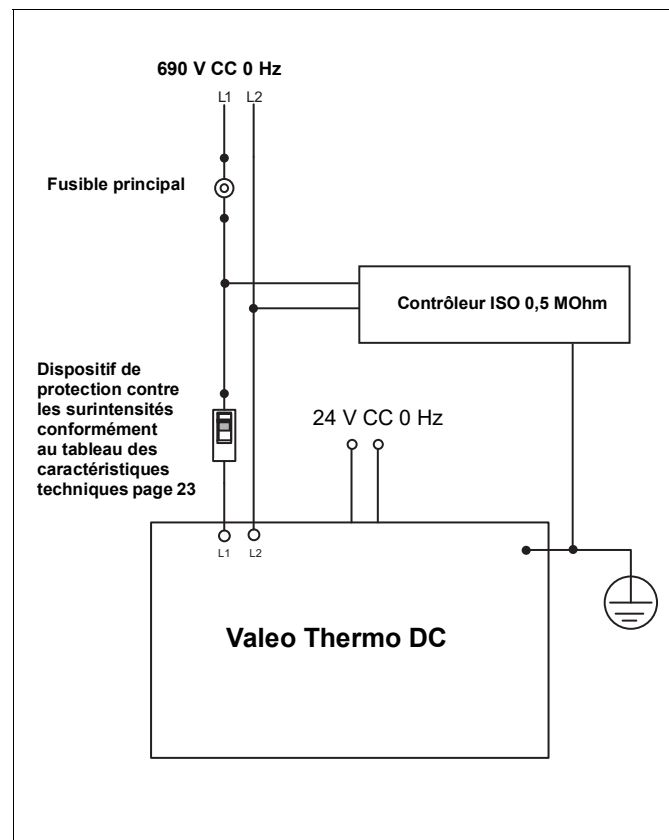 690 V CC 0 Hz
L1 L2
Fusible principal
Contrôleur ISO 0,5 MOhm
Dispositif de
protection contre
les surintensités
conformément
au tableau des
caractéristiques
techniques page 23
24 V CC 0 Hz
L1 L2
Valeo Thermo DC